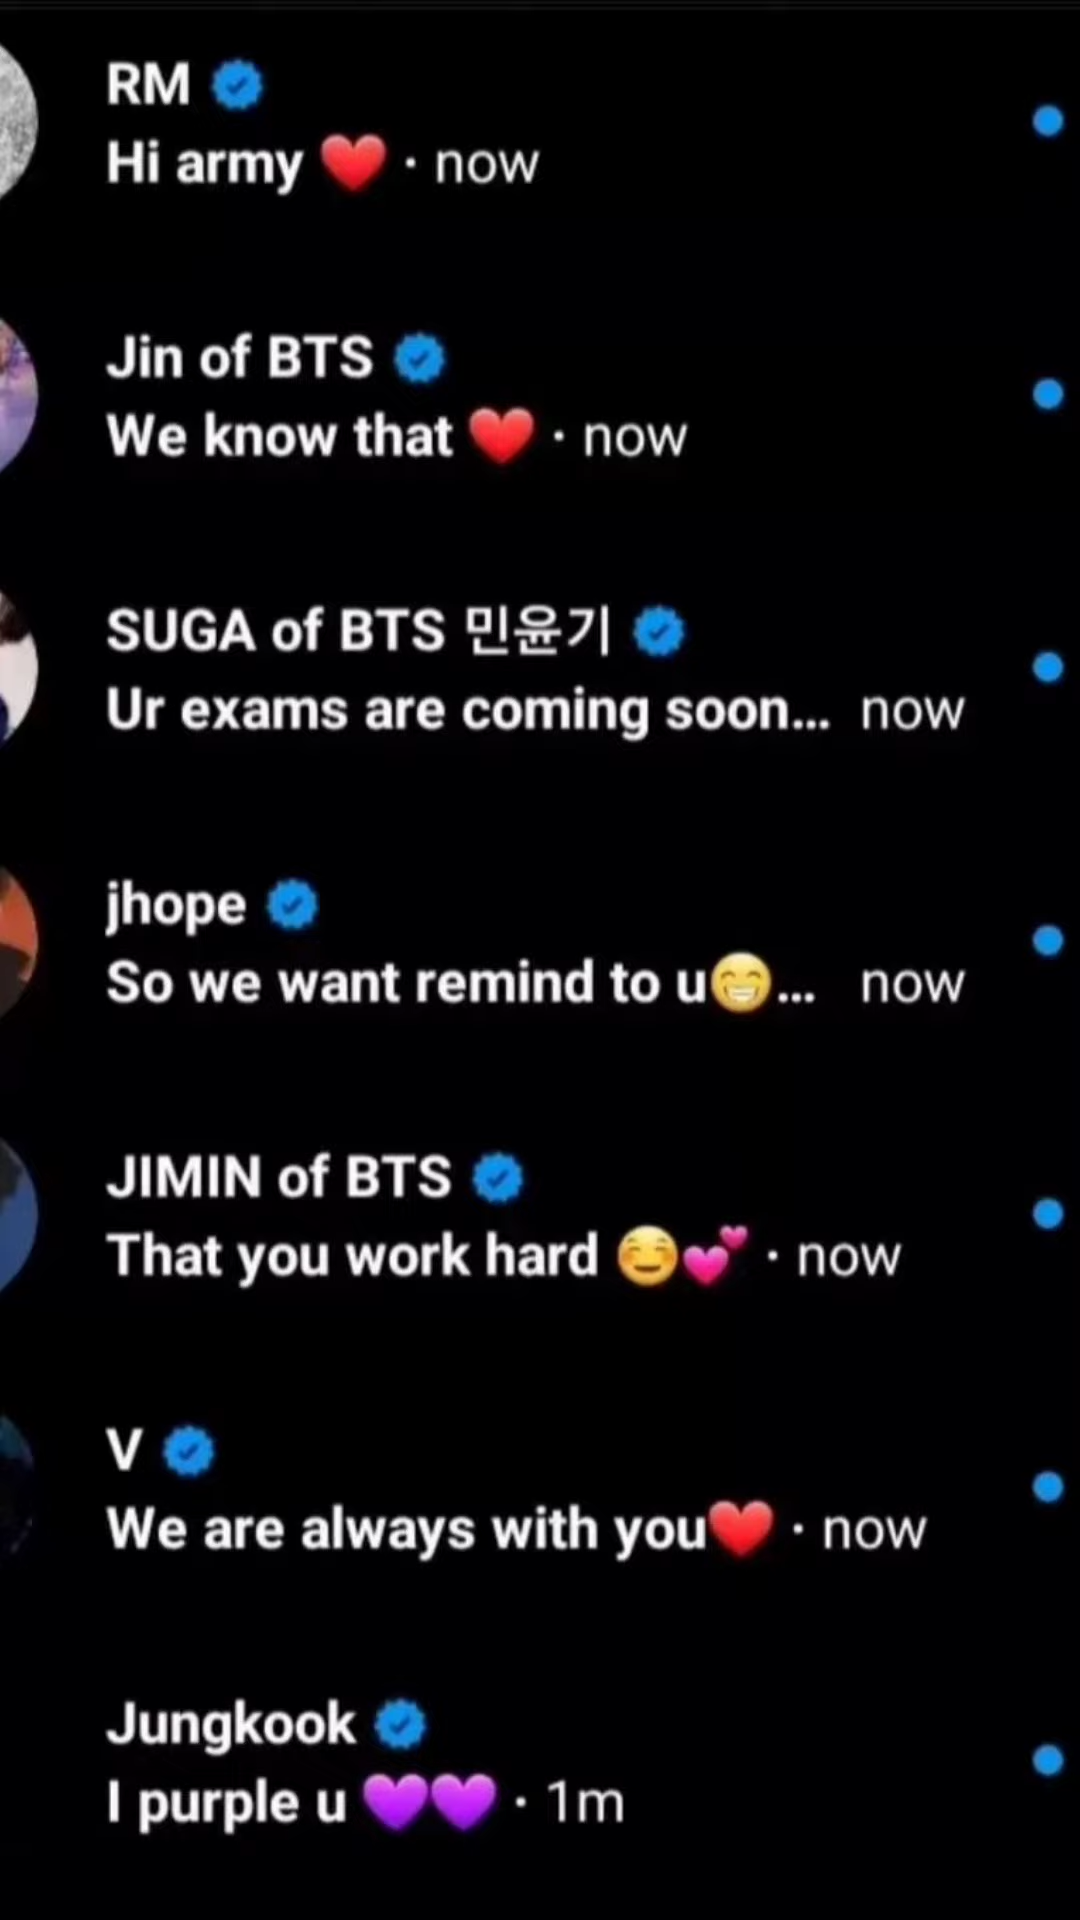 RM
Hi army ❤️ · now
Jin of BTS
We know that ❤️ · now
SUGA of BTS 민윤기
Ur exams are coming soon... now
jhope
So we want remind to u😁... now
JIMIN of BTS
That you work hard ☺️💕 · now
V
We are always with you❤️ · now
Jungkook
I purple u 💜💜 · 1m